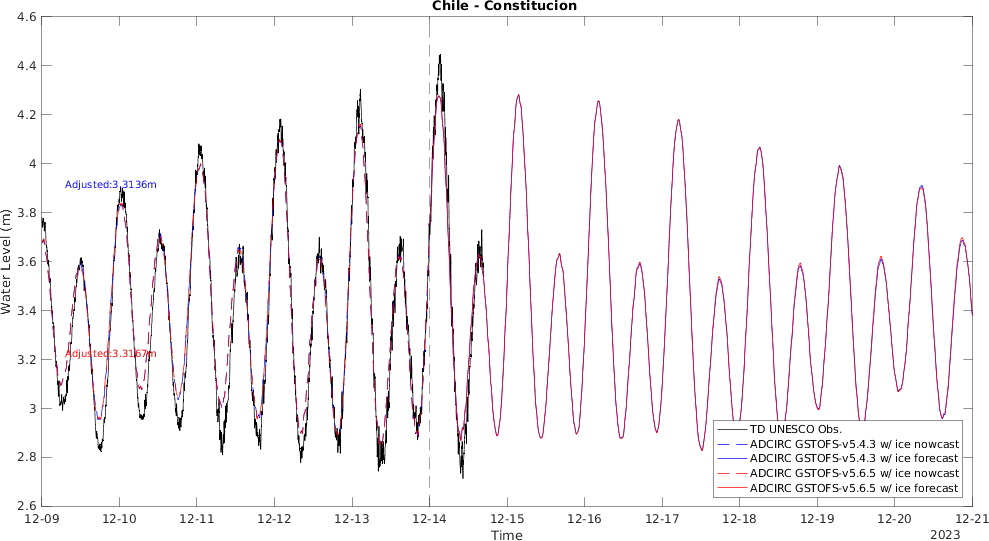 Chile - Constitucion
4.6
4.4
4.2
4
3.8
3.6
3.4
3.2
3
2.8
2.6
Water Level (m)
Adjusted:3.3136m
Adjusted:3.3167m
TD UNESCO Obs.
ADCIRC GSTOFS-v5.4.3 w/ ice nowcast
ADCIRC GSTOFS-v5.4.3 w/ ice forecast
ADCIRC GSTOFS-v5.6.5 w/ ice nowcast
ADCIRC GSTOFS-v5.6.5 w/ ice forecast
12-09 12-10 12-11 12-12 12-13 12-14 12-15 12-16 12-17 12-18 12-19 12-20 12-21
Time
2023